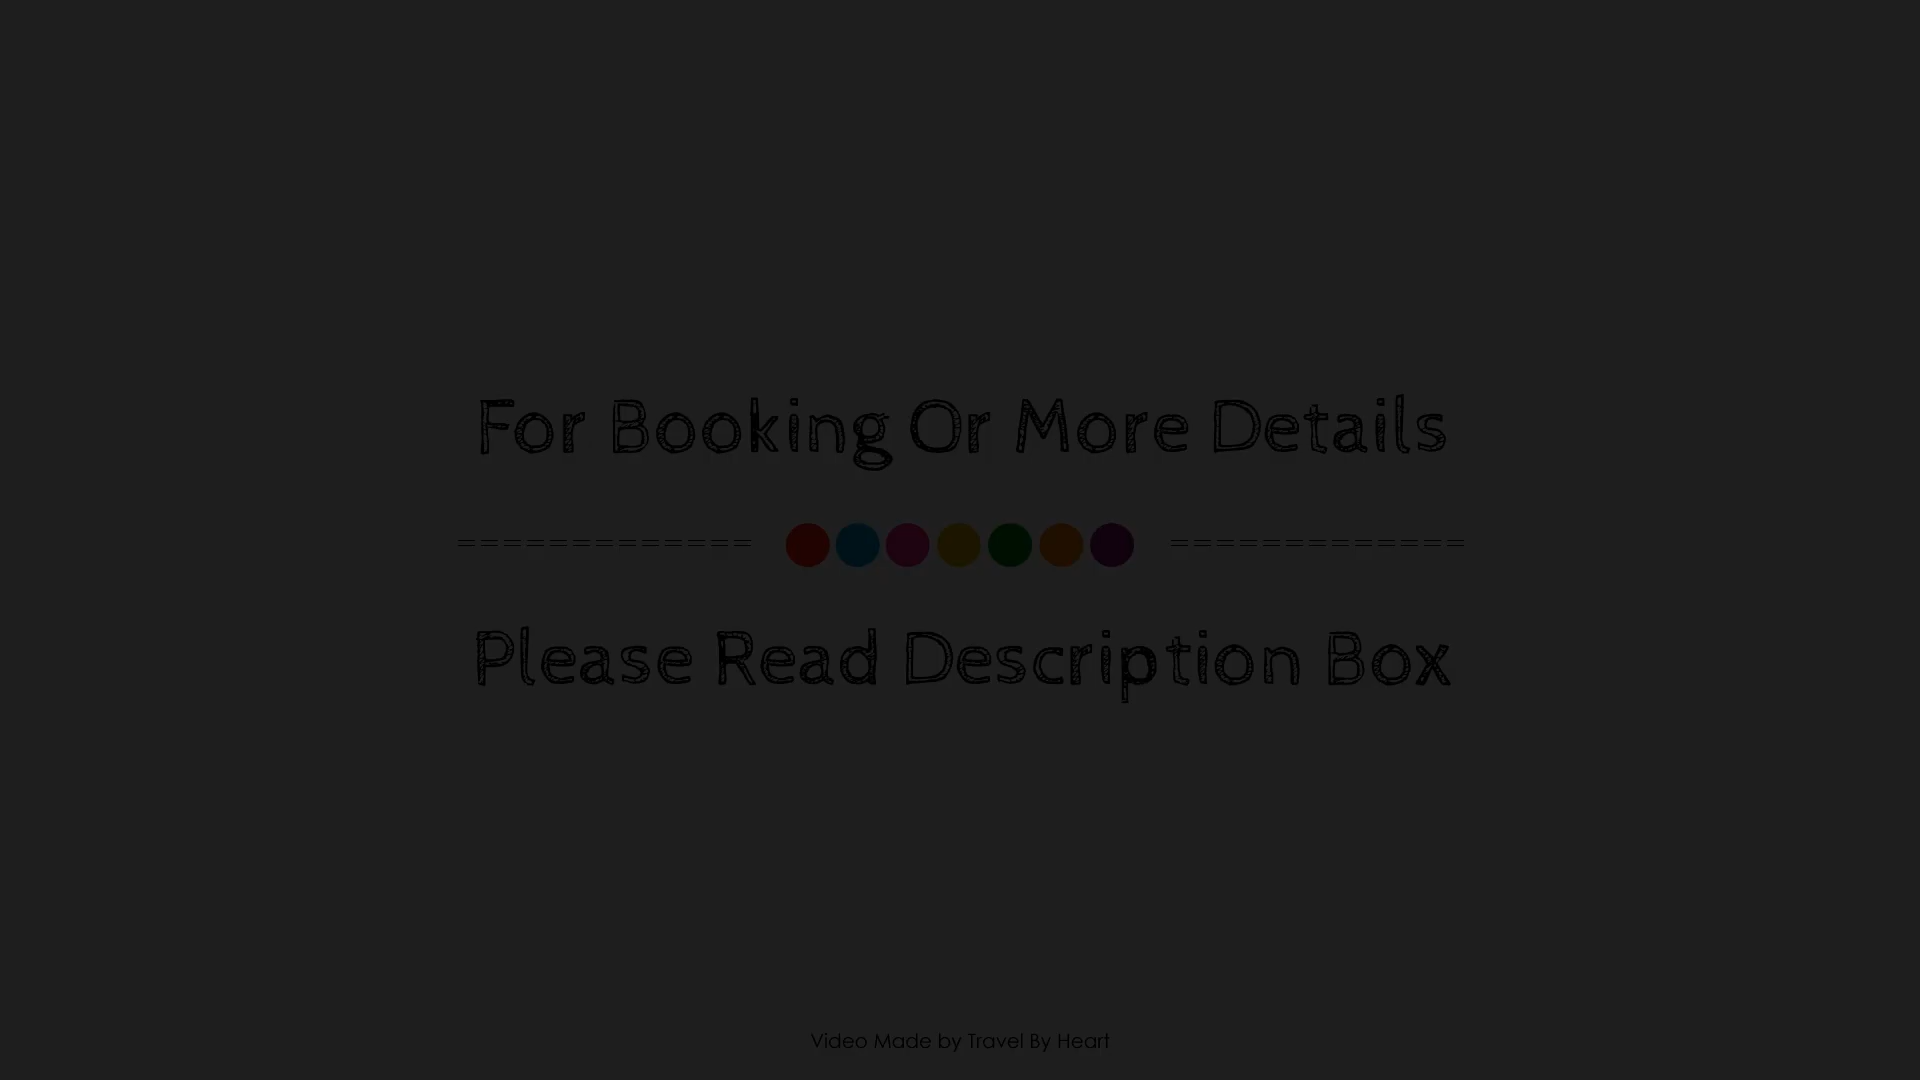 For Booking Or More Details
============= =============
Please Read Description Box
Video Made by Travel By Heart